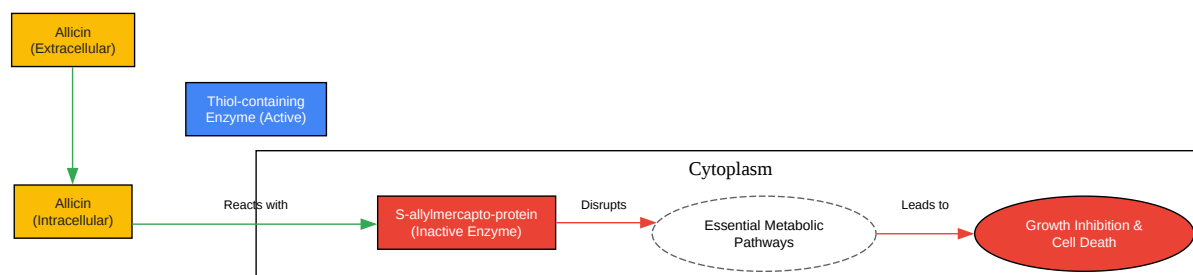 Allicin
(Extracellular)
Thiol-containing
Enzyme (Active)
Cytoplasm
Allicin
(Intracellular)
Reacts with
S-allylmercapto-protein
(Inactive Enzyme)
Disrupts
Essential Metabolic
Pathways
Leads to
Growth Inhibition &
Cell Death